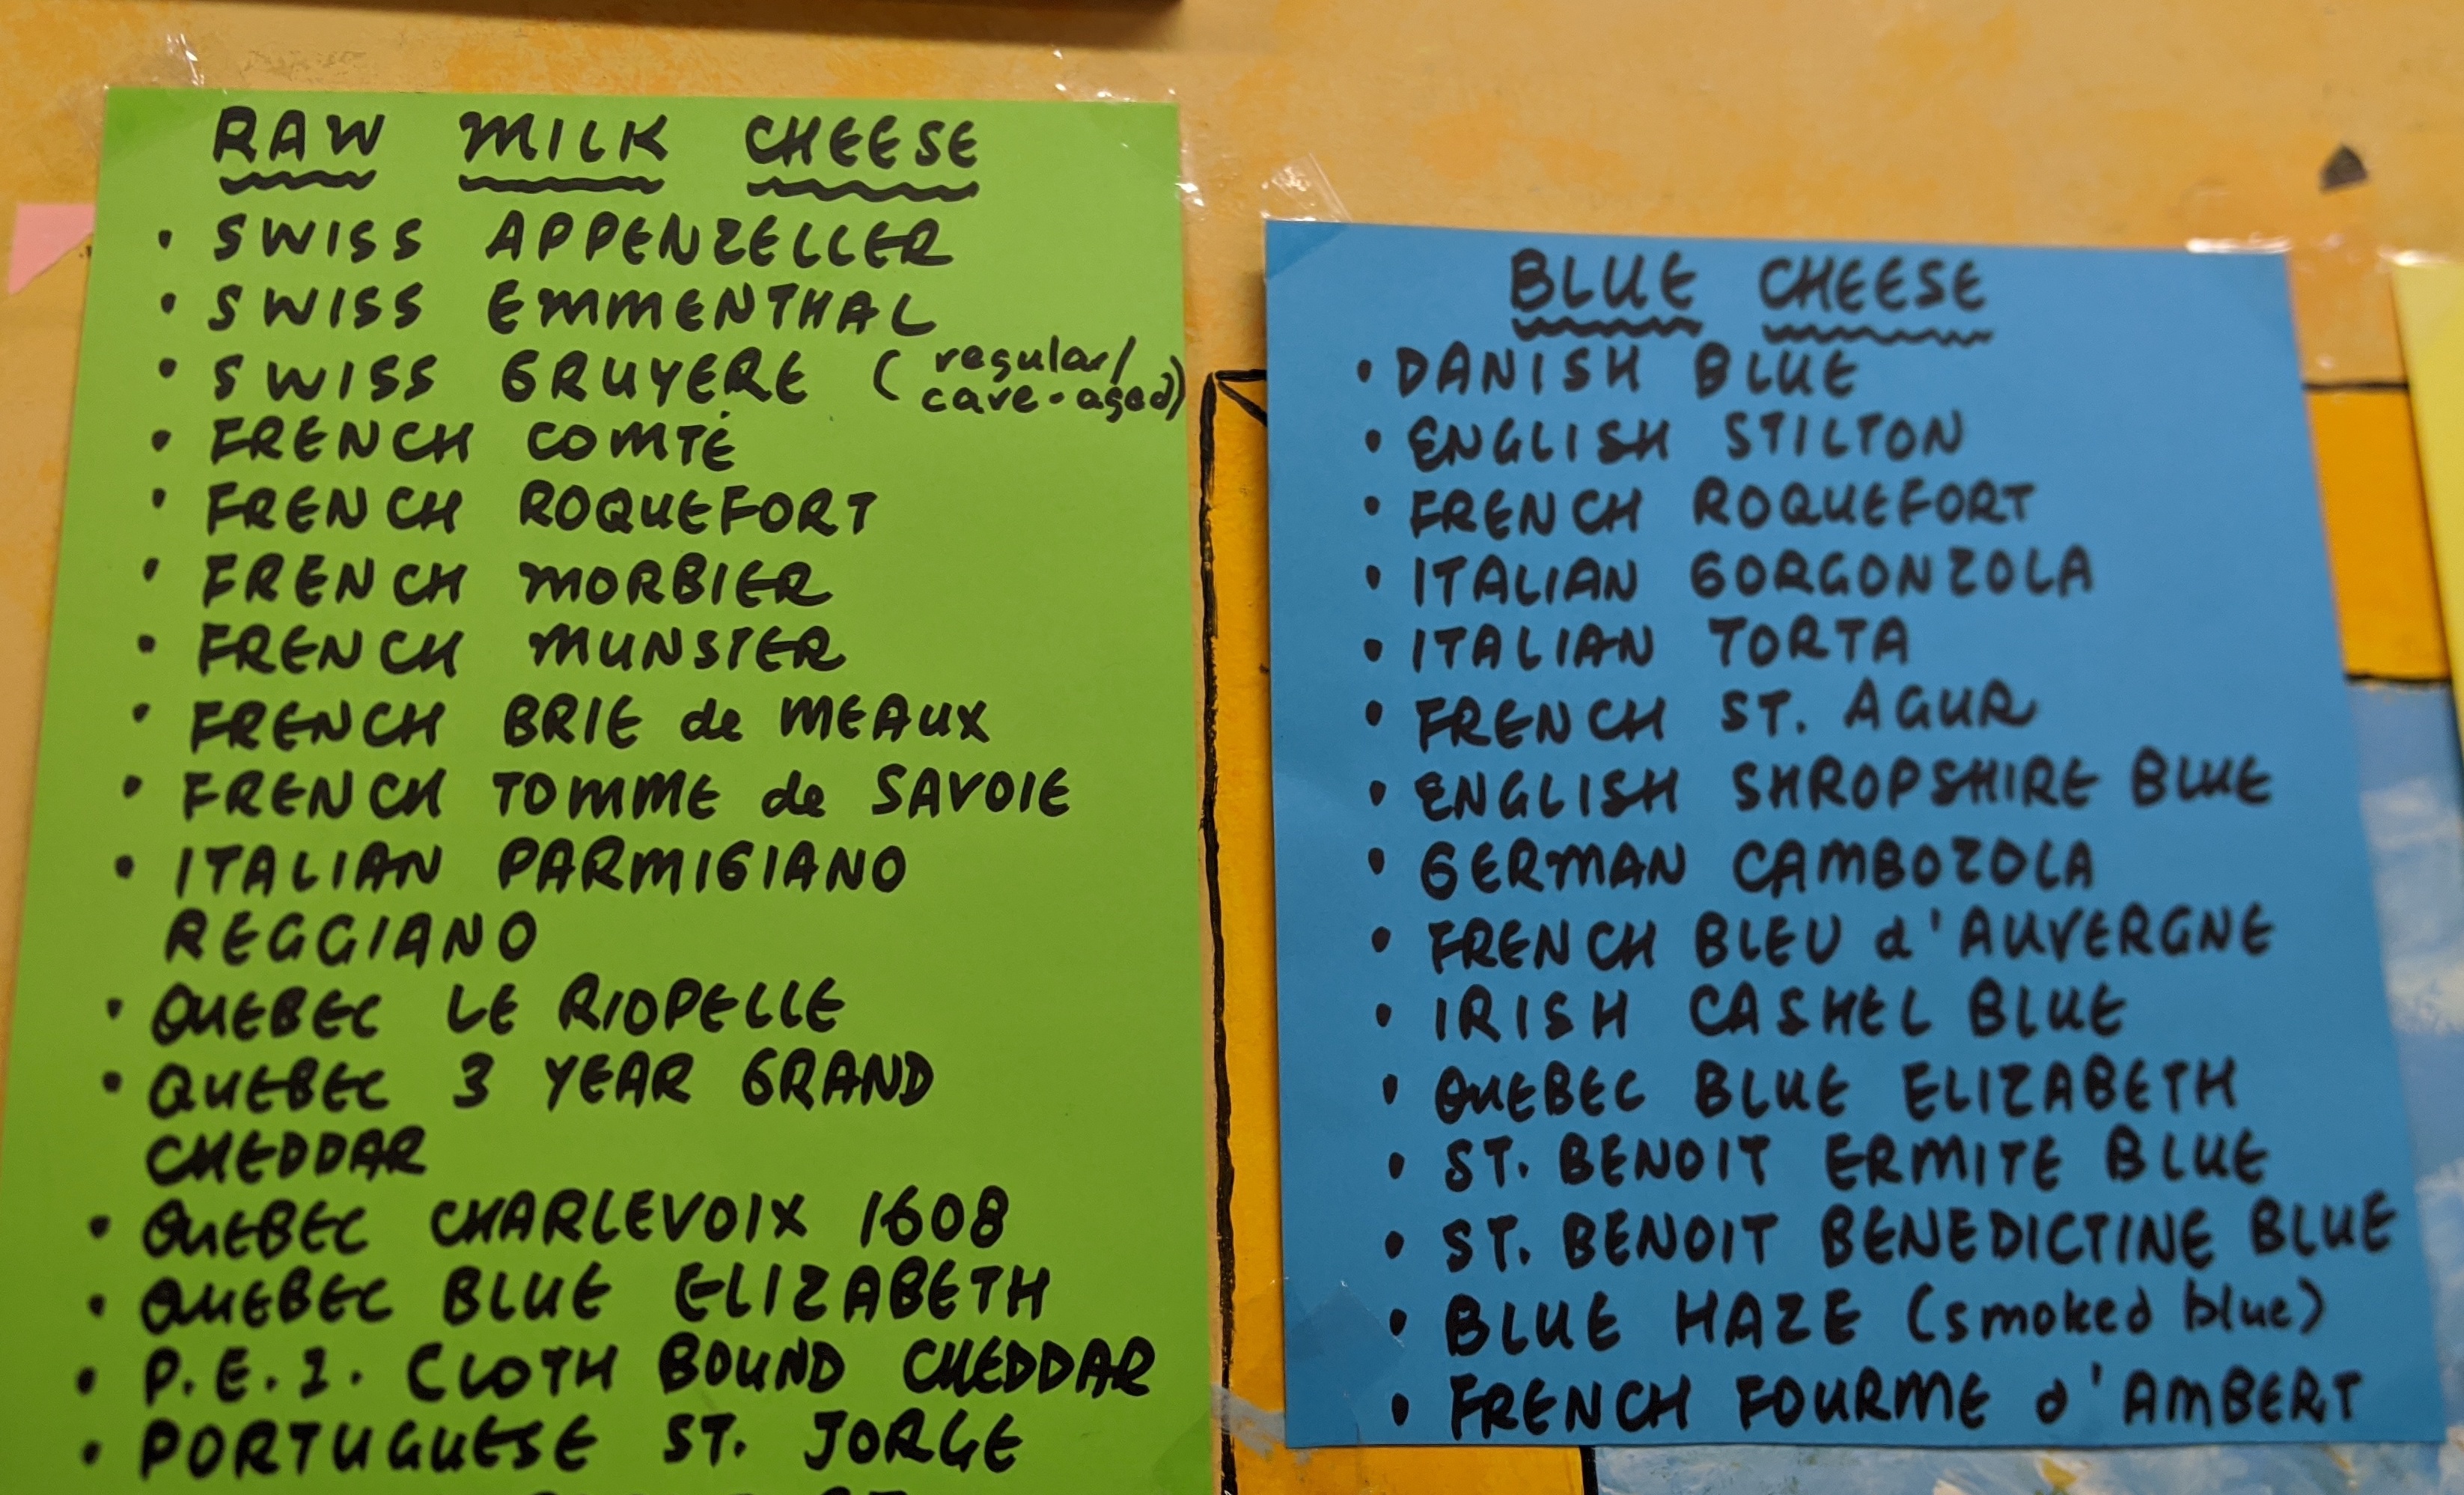 RAW MILK CHEESE
• SWISS APPENZELLER
• SWISS EMMENTHAL
• SWISS GRUYERE (regular/
cave-aged)
• FRENCH COMTÉ
• FRENCH ROQUEFORT
• FRENCH MORBIER
• FRENCH MUNSTER
• FRENCH BRIE de MEAUX
• FRENCH TOMME de SAVOIE
• ITALIAN PARMIGIANO
REGGIANO
• QUEBEC LE RIOPELLE
• QUEBEC 3 YEAR GRAND
CHEDDAR
• QUEBEC CHARLEVOIX 1608
• QUEBEC BLUE ELIZABETH
• P.E.I. CLOTH BOUND CHEDDAR
• PORTUGUESE ST. JORGE
BLUE CHEESE
• DANISH BLUE
• ENGLISH STILTON
• FRENCH ROQUEFORT
• ITALIAN GORGONZOLA
• ITALIAN TORTA
• FRENCH ST. AGUR
• ENGLISH SHROPSHIRE BLUE
• GERMAN CAMBOZOLA
• FRENCH BLEU d'AUVERGNE
• IRISH CASHEL BLUE
• QUEBEC BLUE ELIZABETH
• ST. BENOIT ERMITE BLUE
• ST. BENOIT BENEDICTINE BLUE
• BLUE HAZE (smoked blue)
• FRENCH FOURME d'AMBERT